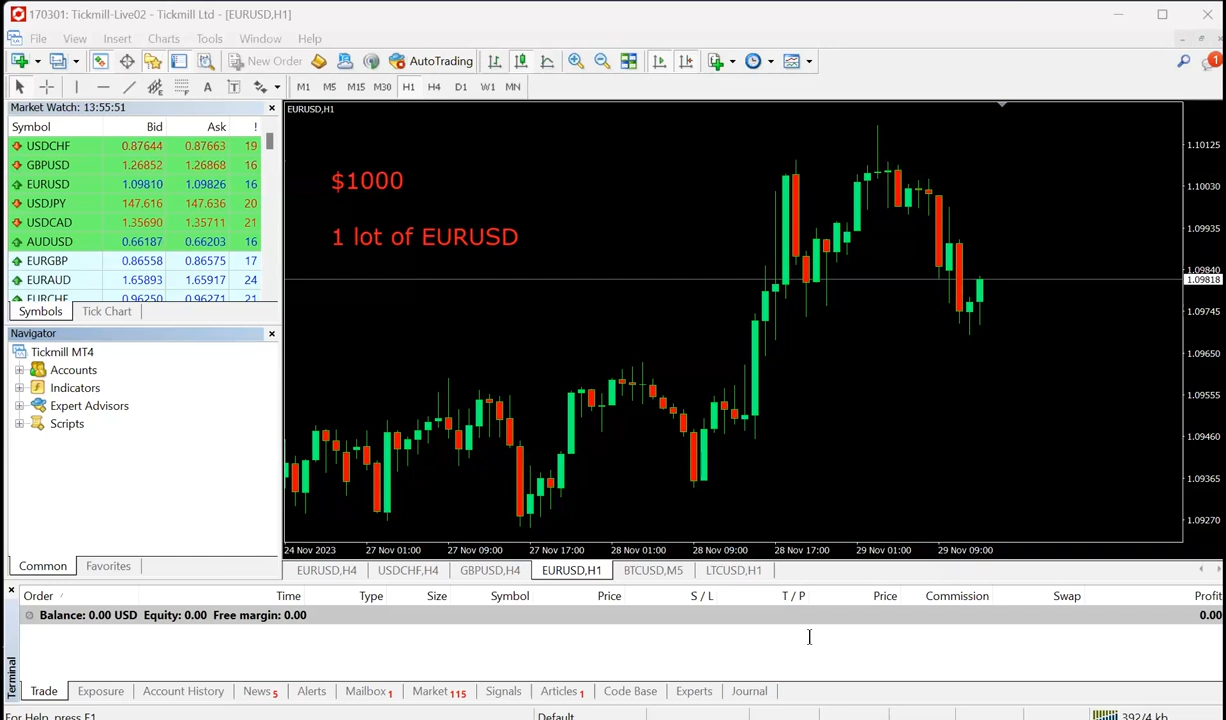 170301: Tickmill-Live02 - Tickmill Ltd - [EURUSD,H1]
File View Insert Charts Tools Window Help
New Order AutoTrading 1
A T M1 M5 M15 M30 H1 H4 D1 W1 MN
Market Watch: 13:55:51
Symbol Bid Ask !
USDCHF 0.87644 0.87663 19
GBPUSD 1.26852 1.26868 16
EURUSD 1.09810 1.09826 16
USDJPY 147.616 147.636 20
USDCAD 1.35690 1.35711 21
AUDUSD 0.66187 0.66203 16
EURGBP 0.86558 0.86575 17
EURAUD 1.65893 1.65917 24
EURCHF 0.96250 0.96271 21
Symbols Tick Chart
Navigator
Tickmill MT4
Accounts
Indicators
Expert Advisors
Scripts
Common Favorites
EURUSD,H1
$1000
1 lot of EURUSD
1.10125
1.10030
1.09935
1.09840
1.09818
1.09745
1.09650
1.09555
1.09460
1.09365
1.09270
24 Nov 2023 27 Nov 01:00 27 Nov 09:00 27 Nov 17:00 28 Nov 01:00 28 Nov 09:00 28 Nov 17:00 29 Nov 01:00 29 Nov 09:00
EURUSD,H4 USDCHF,H4 GBPUSD,H4 EURUSD,H1 BTCUSD,M5 LTCUSD,H1
Order Time Type Size Symbol Price S / L T / P Price Commission Swap Profit
Balance: 0.00 USD Equity: 0.00 Free margin: 0.00 0.00
Terminal
Trade Exposure Account History News 5 Alerts Mailbox 1 Market 115 Signals Articles 1 Code Base Experts Journal
For Help, press F1 Default 392/4 kb